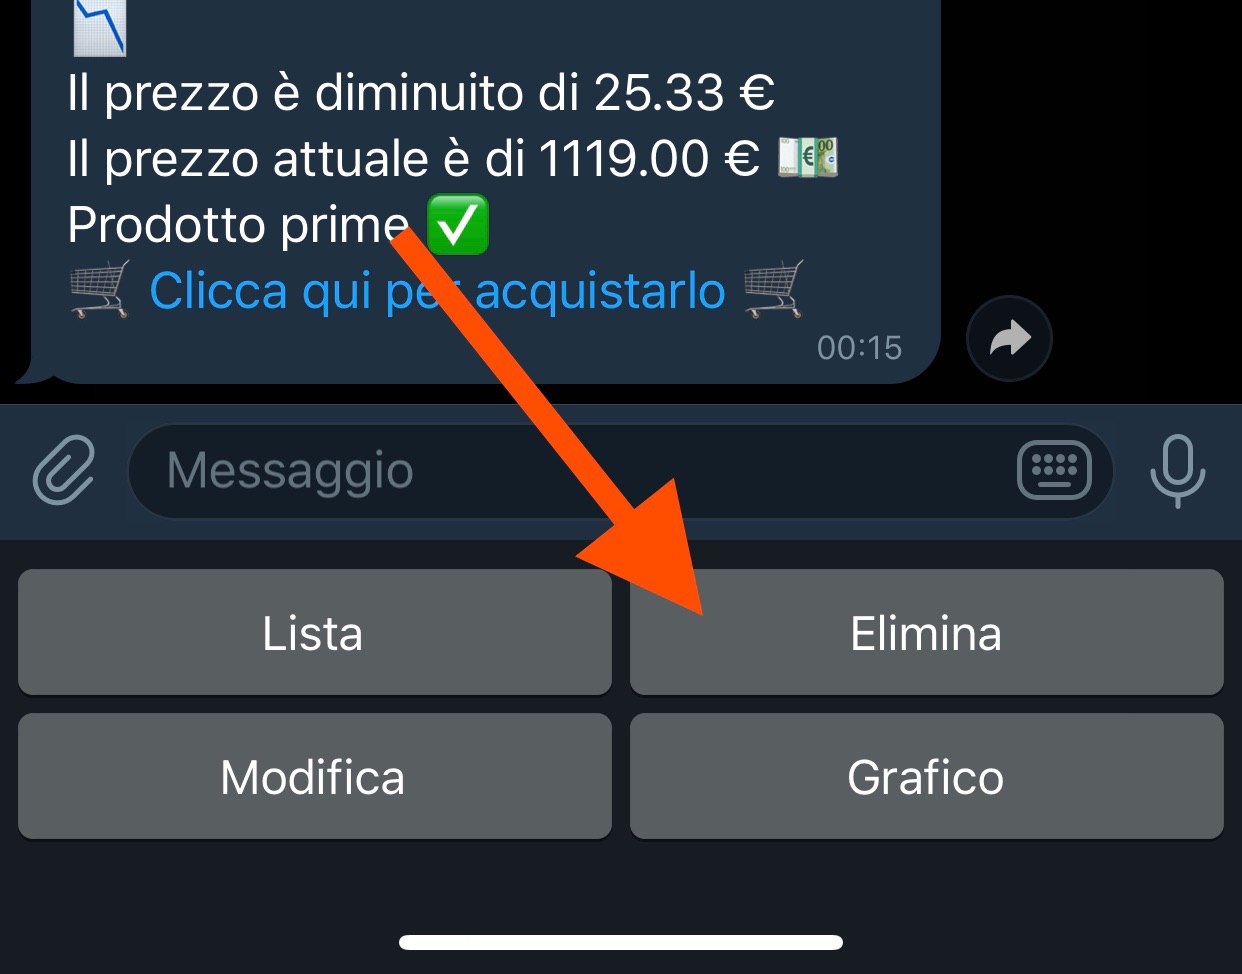 Il prezzo è diminuito di 25.33 €
Il prezzo attuale è di 1119.00 € 💶
Prodotto prime ✅
🛒 Clicca qui per acquistarlo 🛒
00:15
Messaggio
Lista
Elimina
Modifica
Grafico